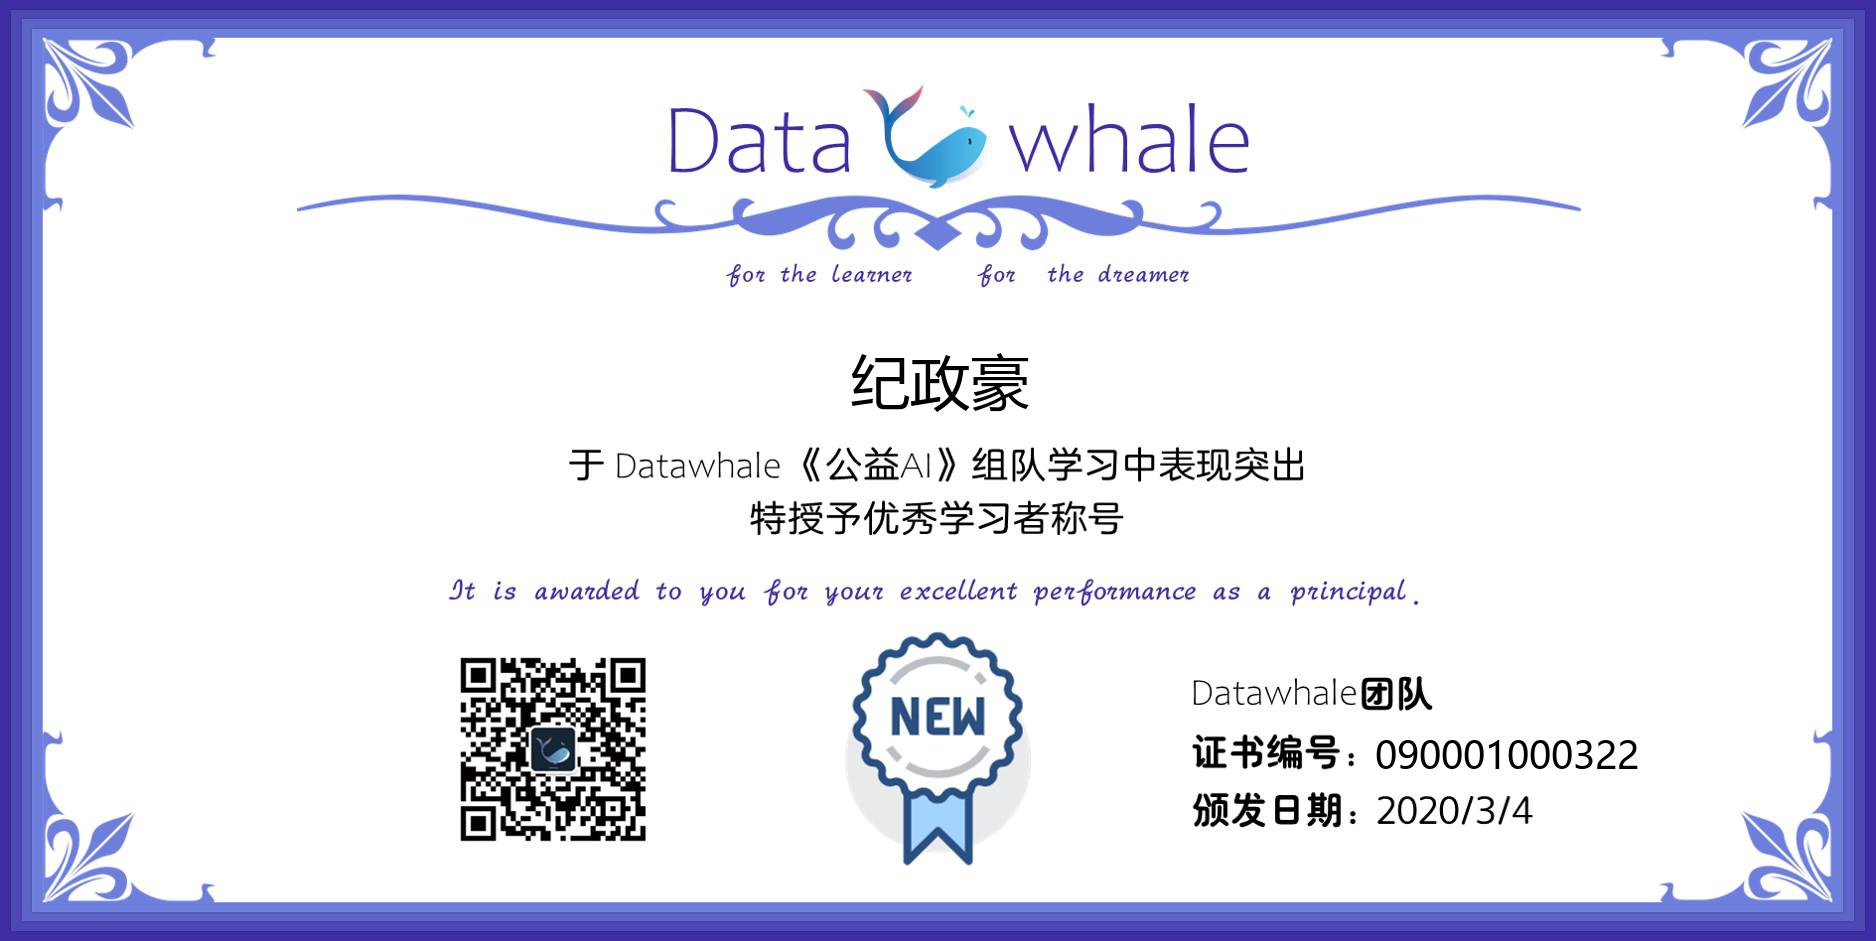 Data whale
for the learner for the dreamer
纪政豪
于 Datawhale 《公益AI》组队学习中表现突出
特授予优秀学习者称号
It is awarded to you for your excellent performance as a principal.
NEW
Datawhale团队
证书编号：090001000322
颁发日期：2020/3/4